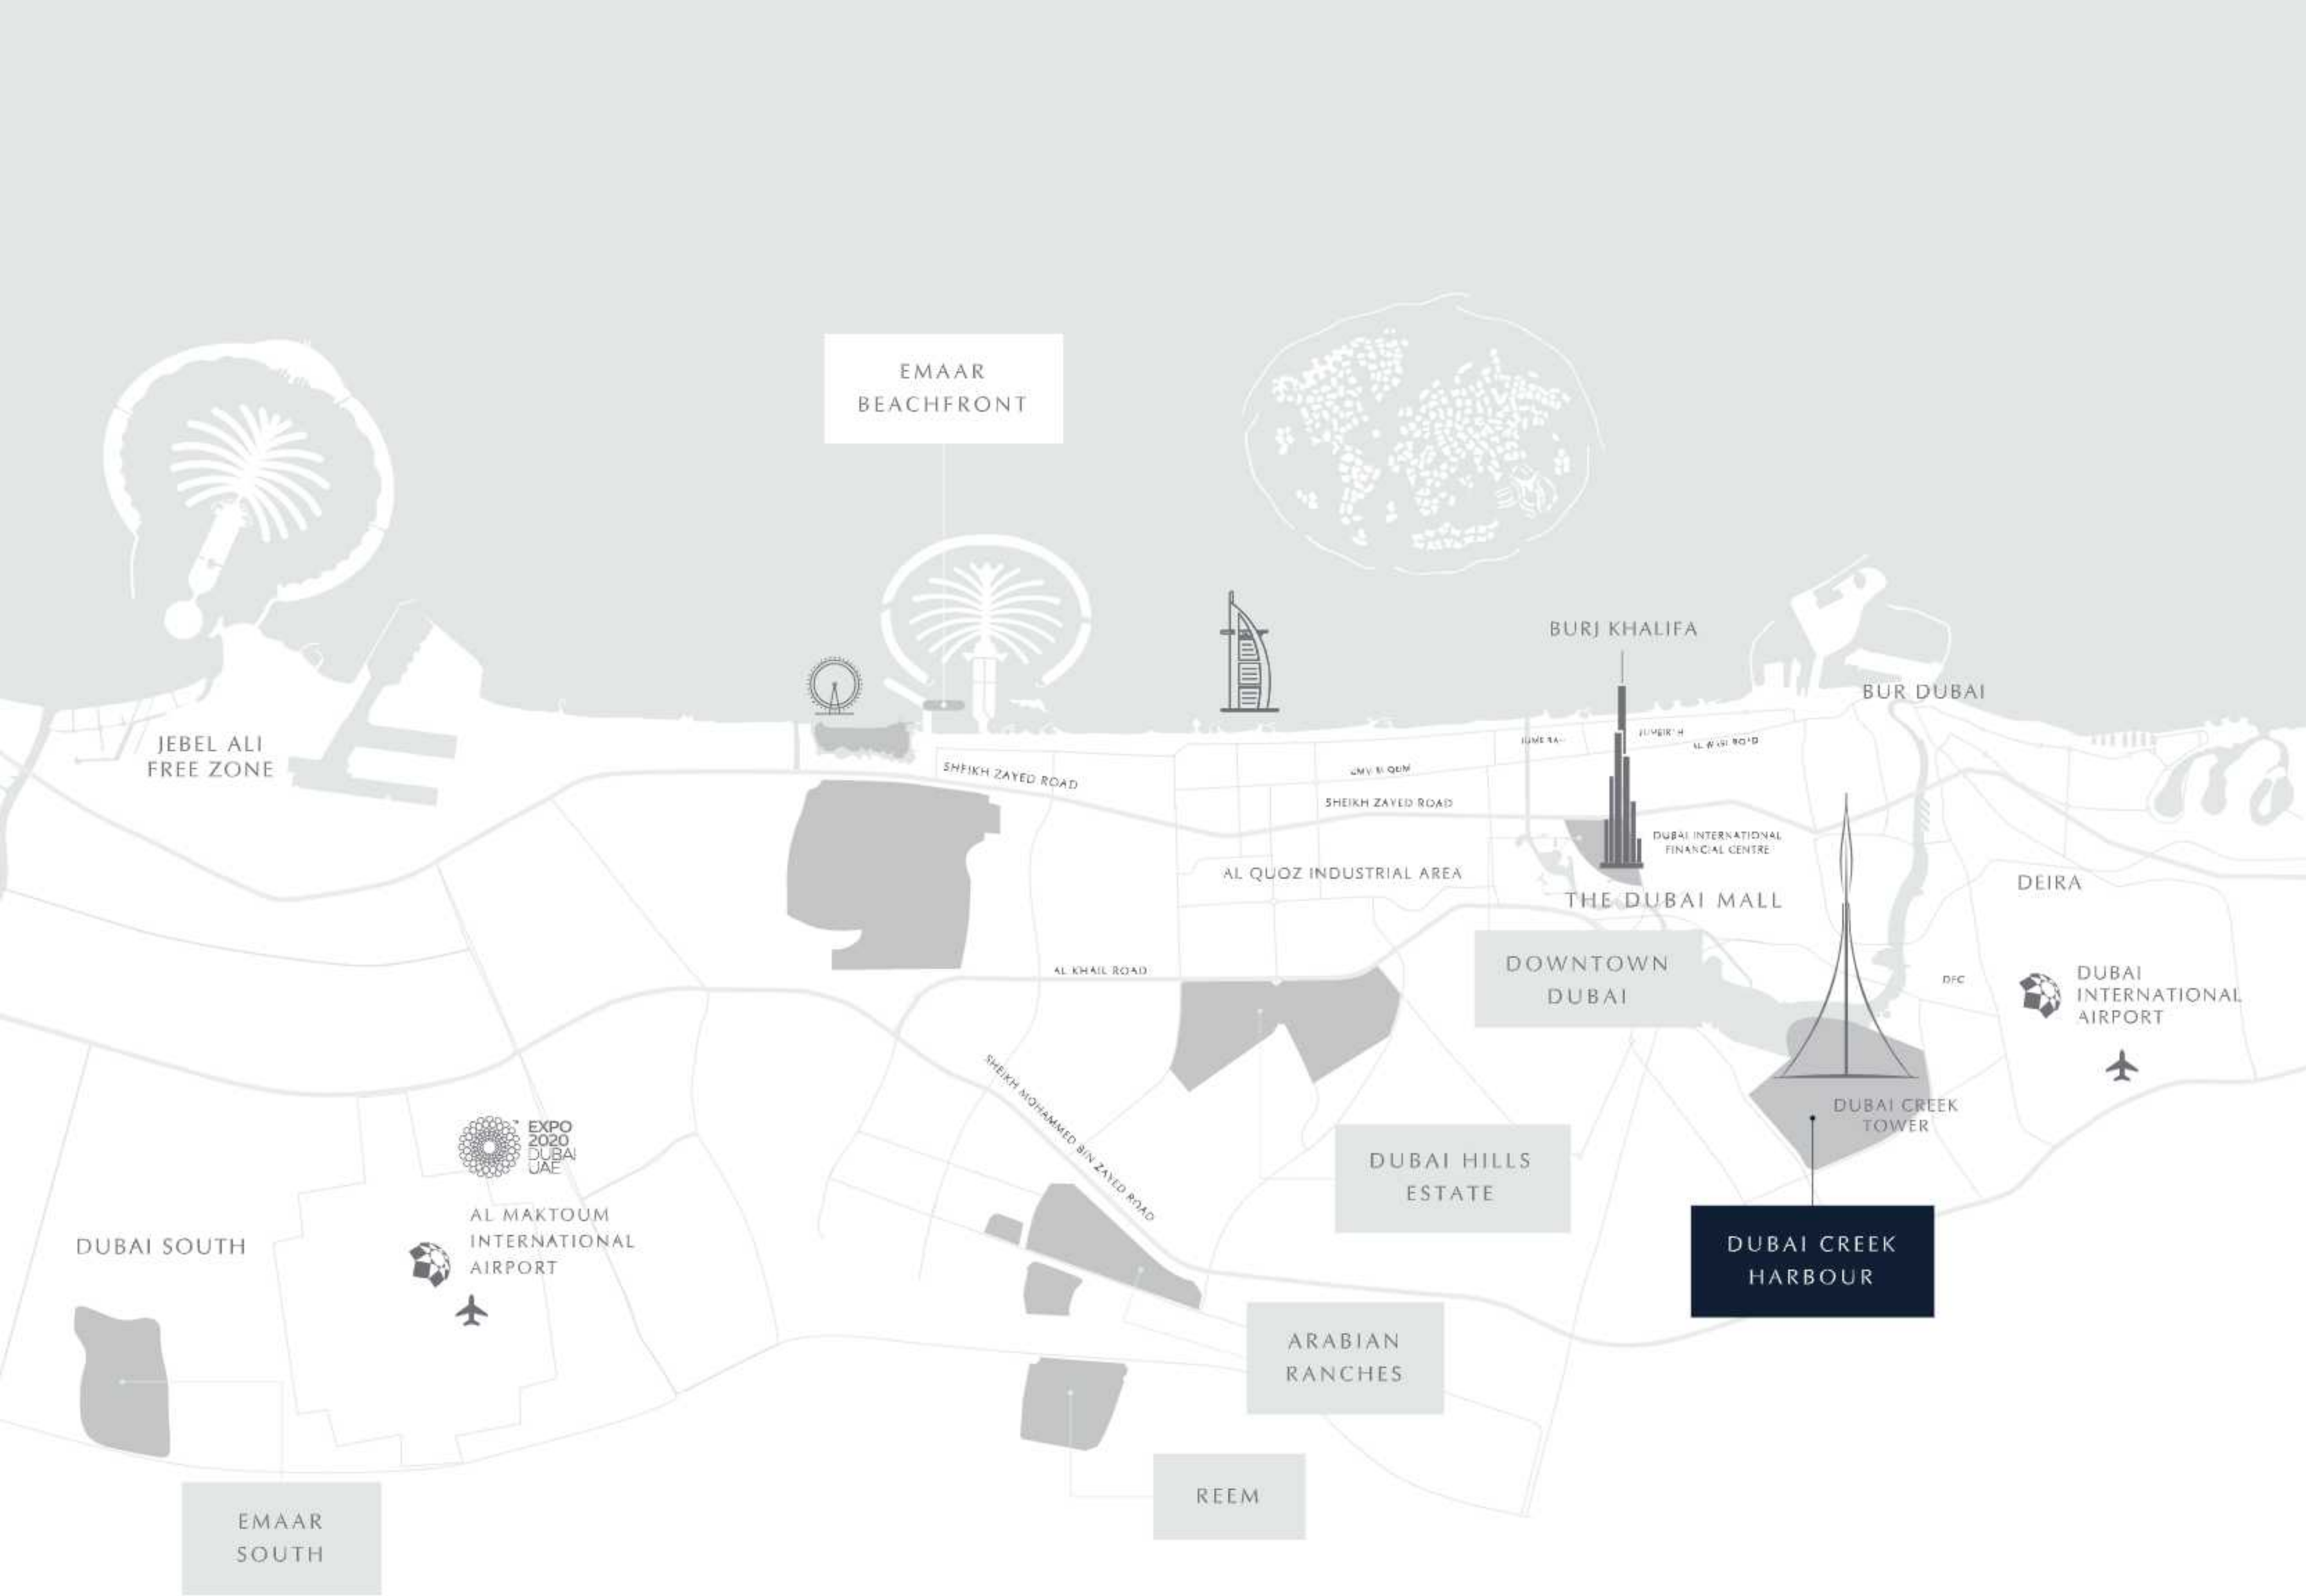 EMAAR
BEACHFRONT
BURJ KHALIFA
BUR DUBAI
JEBEL ALI
FREE ZONE
SHEIKH ZAYED ROAD
SHEIKH ZAYED ROAD
DUBAI INTERNATIONAL
FINANCIAL CENTRE
AL QUOZ INDUSTRIAL AREA
THE DUBAI MALL
DEIRA
DOWNTOWN
DUBAI
AL KHAIL ROAD
DFC
DUBAI
INTERNATIONAL
AIRPORT
SHEIKH MOHAMMED BIN ZAYED ROAD
DUBAI CREEK
TOWER
EXPO
2020
DUBAI
UAE
DUBAI HILLS
ESTATE
AL MAKTOUM
INTERNATIONAL
AIRPORT
DUBAI SOUTH
DUBAI CREEK
HARBOUR
ARABIAN
RANCHES
REEM
EMAAR
SOUTH